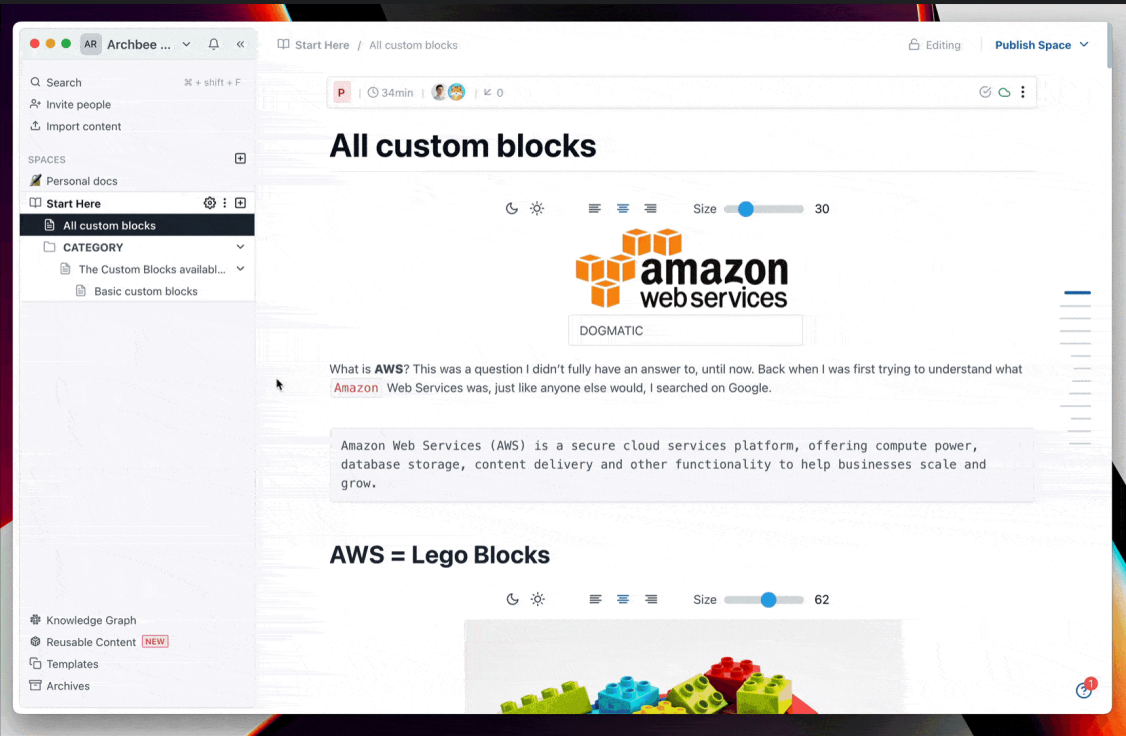 AR Archbee ...
Start Here / All custom blocks
Editing
Publish Space
Search ⌘ + shift + F
Invite people
Import content
SPACES
Personal docs
Start Here
All custom blocks
CATEGORY
The Custom Blocks availabl...
Basic custom blocks
Knowledge Graph
Reusable Content NEW
Templates
Archives
P 34min 0
All custom blocks
Size 30
amazon
web services
DOGMATIC
What is AWS? This was a question I didn't fully have an answer to, until now. Back when I was first trying to understand what
Amazon Web Services was, just like anyone else would, I searched on Google.
Amazon Web Services (AWS) is a secure cloud services platform, offering compute power,
database storage, content delivery and other functionality to help businesses scale and
grow.
AWS = Lego Blocks
Size 62
1